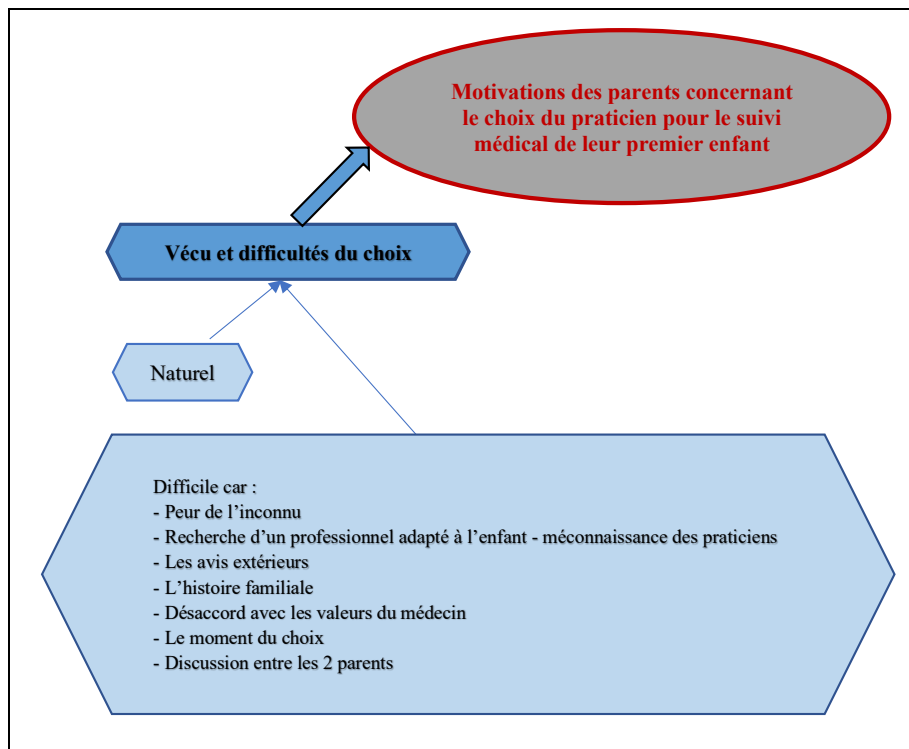 Motivations des parents concernant
le choix du praticien pour le suivi
médical de leur premier enfant
Vécu et difficultés du choix
Naturel
Difficile car :
- Peur de l’inconnu
- Recherche d’un professionnel adapté à l’enfant - méconnaissance des praticiens
- Les avis extérieurs
- L’histoire familiale
- Désaccord avec les valeurs du médecin
- Le moment du choix
- Discussion entre les 2 parents